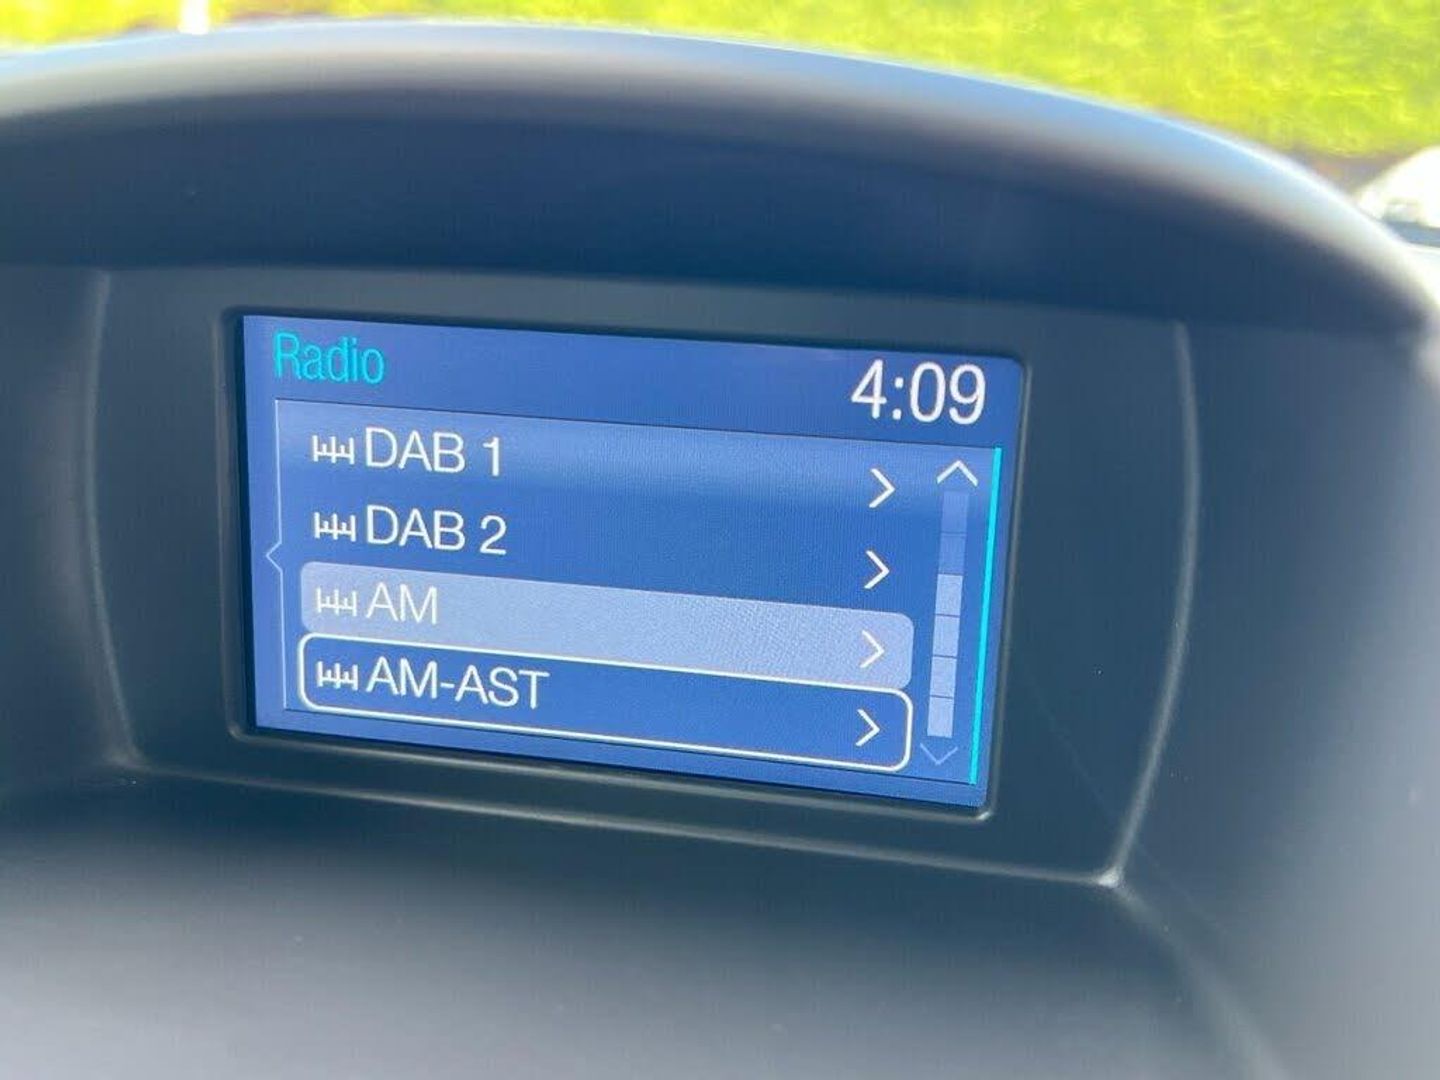 Radio
4:09
DAB 1
DAB 2
AM
AM-AST